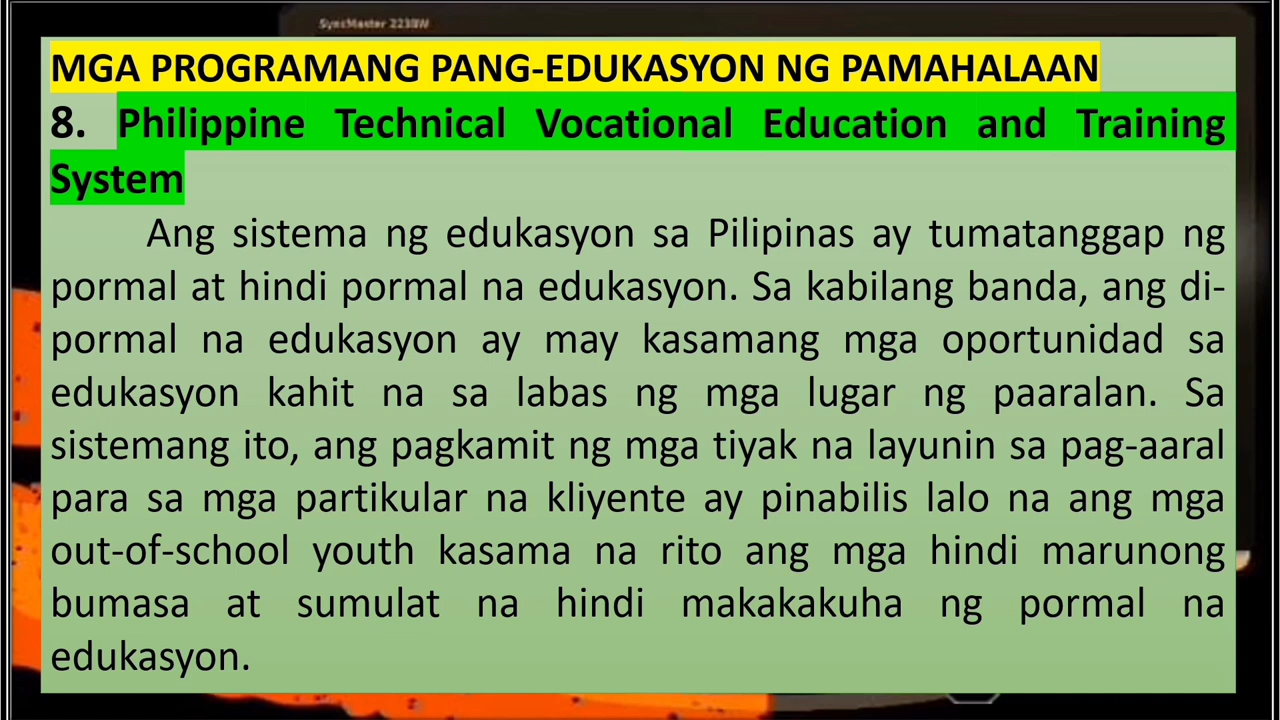 SyncMaster 2230W
MGA PROGRAMANG PANG-EDUKASYON NG PAMAHALAAN
8. Philippine Technical Vocational Education and Training
System
Ang sistema ng edukasyon sa Pilipinas ay tumatanggap ng
pormal at hindi pormal na edukasyon. Sa kabilang banda, ang di-
pormal na edukasyon ay may kasamang mga oportunidad sa
edukasyon kahit na sa labas ng mga lugar ng paaralan. Sa
sistemang ito, ang pagkamit ng mga tiyak na layunin sa pag-aaral
para sa mga partikular na kliyente ay pinabilis lalo na ang mga
out-of-school youth kasama na rito ang mga hindi marunong
bumasa at sumulat na hindi makakakuha ng pormal na
edukasyon.